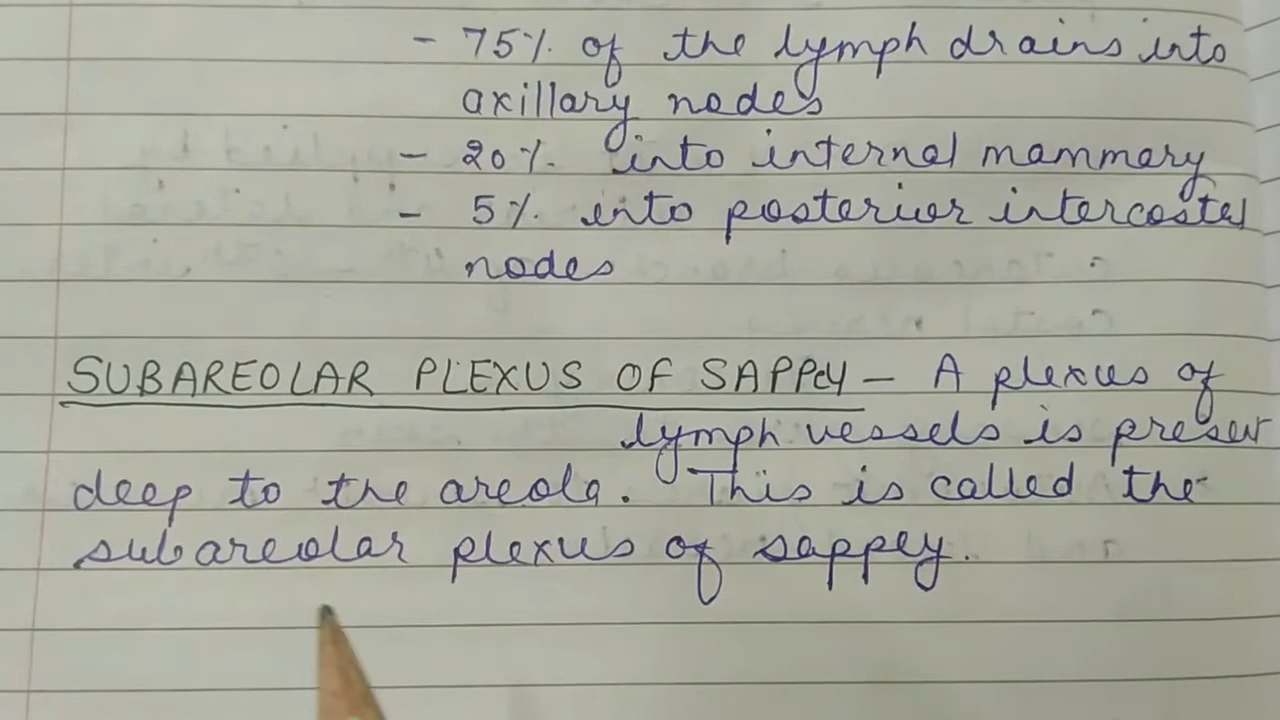 - 75% of the lymph drains into
axillary nodes
- 20% into internal mammary
- 5% into posterior intercostal
nodes
SUBAREOLAR PLEXUS OF SAPPEY - A plexus of
lymph vessels is present
deep to the areola. This is called the
subareolar plexus of sappey.